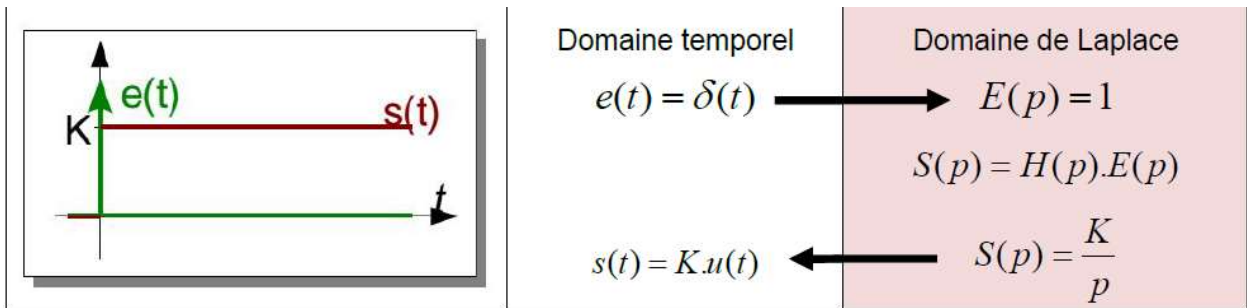 e(t)
s(t)
K
t
Domaine temporel
e(t) = δ(t)
s(t) = K.u(t)
Domaine de Laplace
E(p) = 1
S(p) = H(p).E(p)
S(p) = K/p